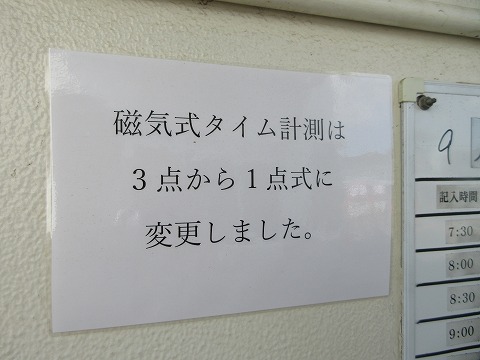 磁気式タイム計測は
３点から１点式に
変更しました。
9
記入時間
7:30
8:00
8:30
9:00